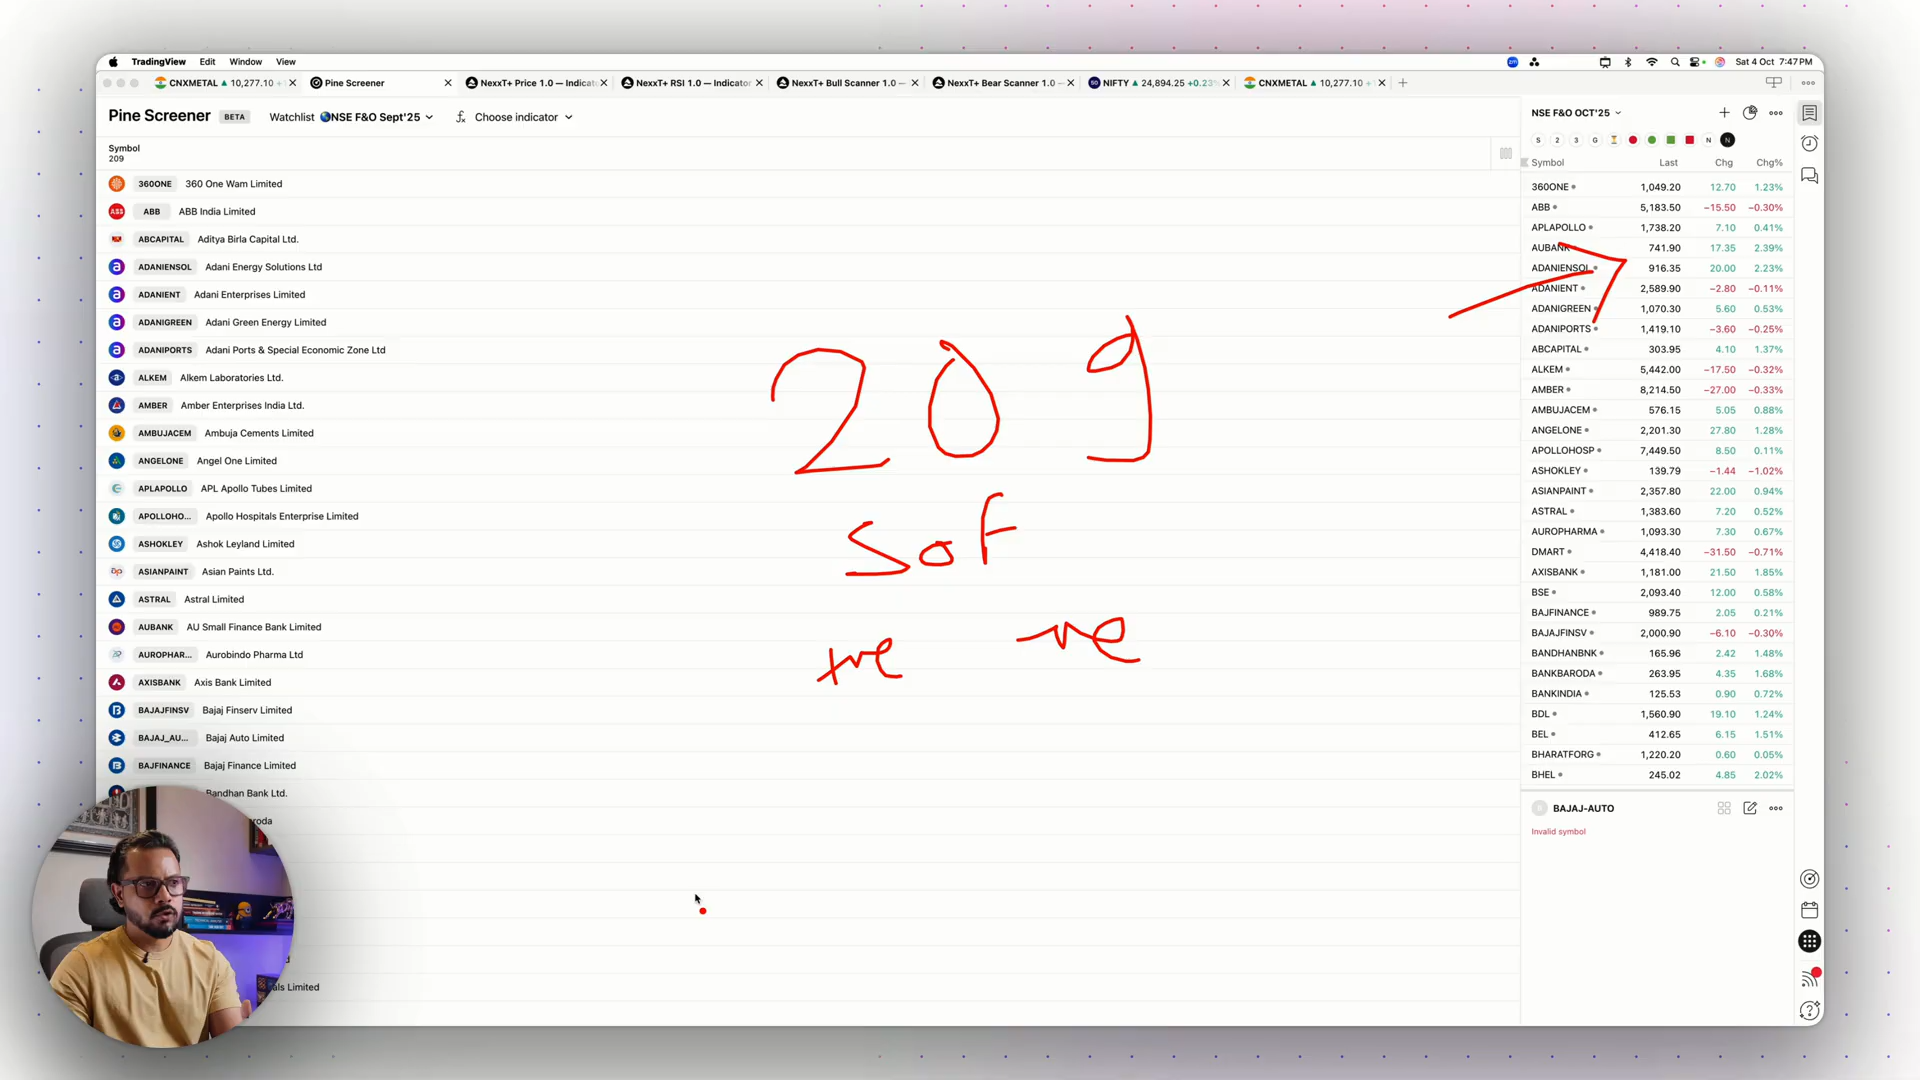 TradingView Edit Window View Sat 4 Oct 7:47PM
CNXMETAL 10,277.10 Pine Screener NexxT+ Price 1.0 — Indicat NexxT+ RSI 1.0 — Indicator NexxT+ Bull Scanner 1.0 — NexxT+ Bear Scanner 1.0 — NIFTY 24,894.25 +0.23% CNXMETAL 10,277.10
Pine Screener BETA Watchlist NSE F&O Sept'25 Choose indicator
Symbol
209
360ONE 360 One Wam Limited
ABB ABB India Limited
ABCAPITAL Aditya Birla Capital Ltd.
ADANIENSOL Adani Energy Solutions Ltd
ADANIENT Adani Enterprises Limited
ADANIGREEN Adani Green Energy Limited
ADANIPORTS Adani Ports & Special Economic Zone Ltd
ALKEM Alkem Laboratories Ltd.
AMBER Amber Enterprises India Ltd.
AMBUJACEM Ambuja Cements Limited
ANGELONE Angel One Limited
APLAPOLLO APL Apollo Tubes Limited
APOLLOHO... Apollo Hospitals Enterprise Limited
ASHOKLEY Ashok Leyland Limited
ASIANPAINT Asian Paints Ltd.
ASTRAL Astral Limited
AUBANK AU Small Finance Bank Limited
AUROPHAR... Aurobindo Pharma Ltd
AXISBANK Axis Bank Limited
BAJAJFINSV Bajaj Finserv Limited
BAJAJ_AU... Bajaj Auto Limited
BAJFINANCE Bajaj Finance Limited
Bandhan Bank Ltd.
roda
als Limited
209
SOF
+ve -ve
NSE F&O OCT'25
S 2 3 G N N
Symbol Last Chg Chg%
360ONE 1,049.20 12.70 1.23%
ABB 5,183.50 −15.50 −0.30%
APLAPOLLO 1,738.20 7.10 0.41%
AUBANK 741.90 17.35 2.39%
ADANIENSOL 916.35 20.00 2.23%
ADANIENT 2,589.90 −2.80 −0.11%
ADANIGREEN 1,070.30 5.60 0.53%
ADANIPORTS 1,419.10 −3.60 −0.25%
ABCAPITAL 303.95 4.10 1.37%
ALKEM 5,442.00 −17.50 −0.32%
AMBER 8,214.50 −27.00 −0.33%
AMBUJACEM 576.15 5.05 0.88%
ANGELONE 2,201.30 27.80 1.28%
APOLLOHOSP 7,449.50 8.50 0.11%
ASHOKLEY 139.79 −1.44 −1.02%
ASIANPAINT 2,357.80 22.00 0.94%
ASTRAL 1,383.60 7.20 0.52%
AUROPHARMA 1,093.30 7.30 0.67%
DMART 4,418.40 −31.50 −0.71%
AXISBANK 1,181.00 21.50 1.85%
BSE 2,093.40 12.00 0.58%
BAJFINANCE 989.75 2.05 0.21%
BAJAJFINSV 2,000.90 −6.10 −0.30%
BANDHANBNK 165.96 2.42 1.48%
BANKBARODA 263.95 4.35 1.68%
BANKINDIA 125.53 0.90 0.72%
BDL 1,560.90 19.10 1.24%
BEL 412.65 6.15 1.51%
BHARATFORG 1,220.20 0.60 0.05%
BHEL 245.02 4.85 2.02%
BAJAJ-AUTO
Invalid symbol